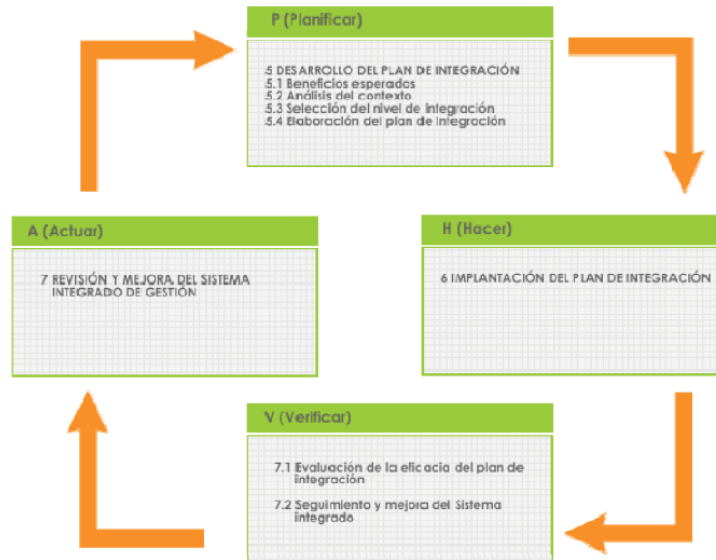 P (Planificar)
5 DESARROLLO DEL PLAN DE INTEGRACIÓN
5.1 Beneficios esperados
5.2 Análisis del contexto
5.3 Selección del nivel de integración
5.4 Elaboración del plan de integración
A (Actuar)
7 REVISIÓN Y MEJORA DEL SISTEMA
INTEGRADO DE GESTIÓN
H (Hacer)
6 IMPLANTACIÓN DEL PLAN DE INTEGRACIÓN
V (Verificar)
7.1 Evaluación de la eficacia del plan de
integración
7.2 Seguimiento y mejora del Sistema
integrado